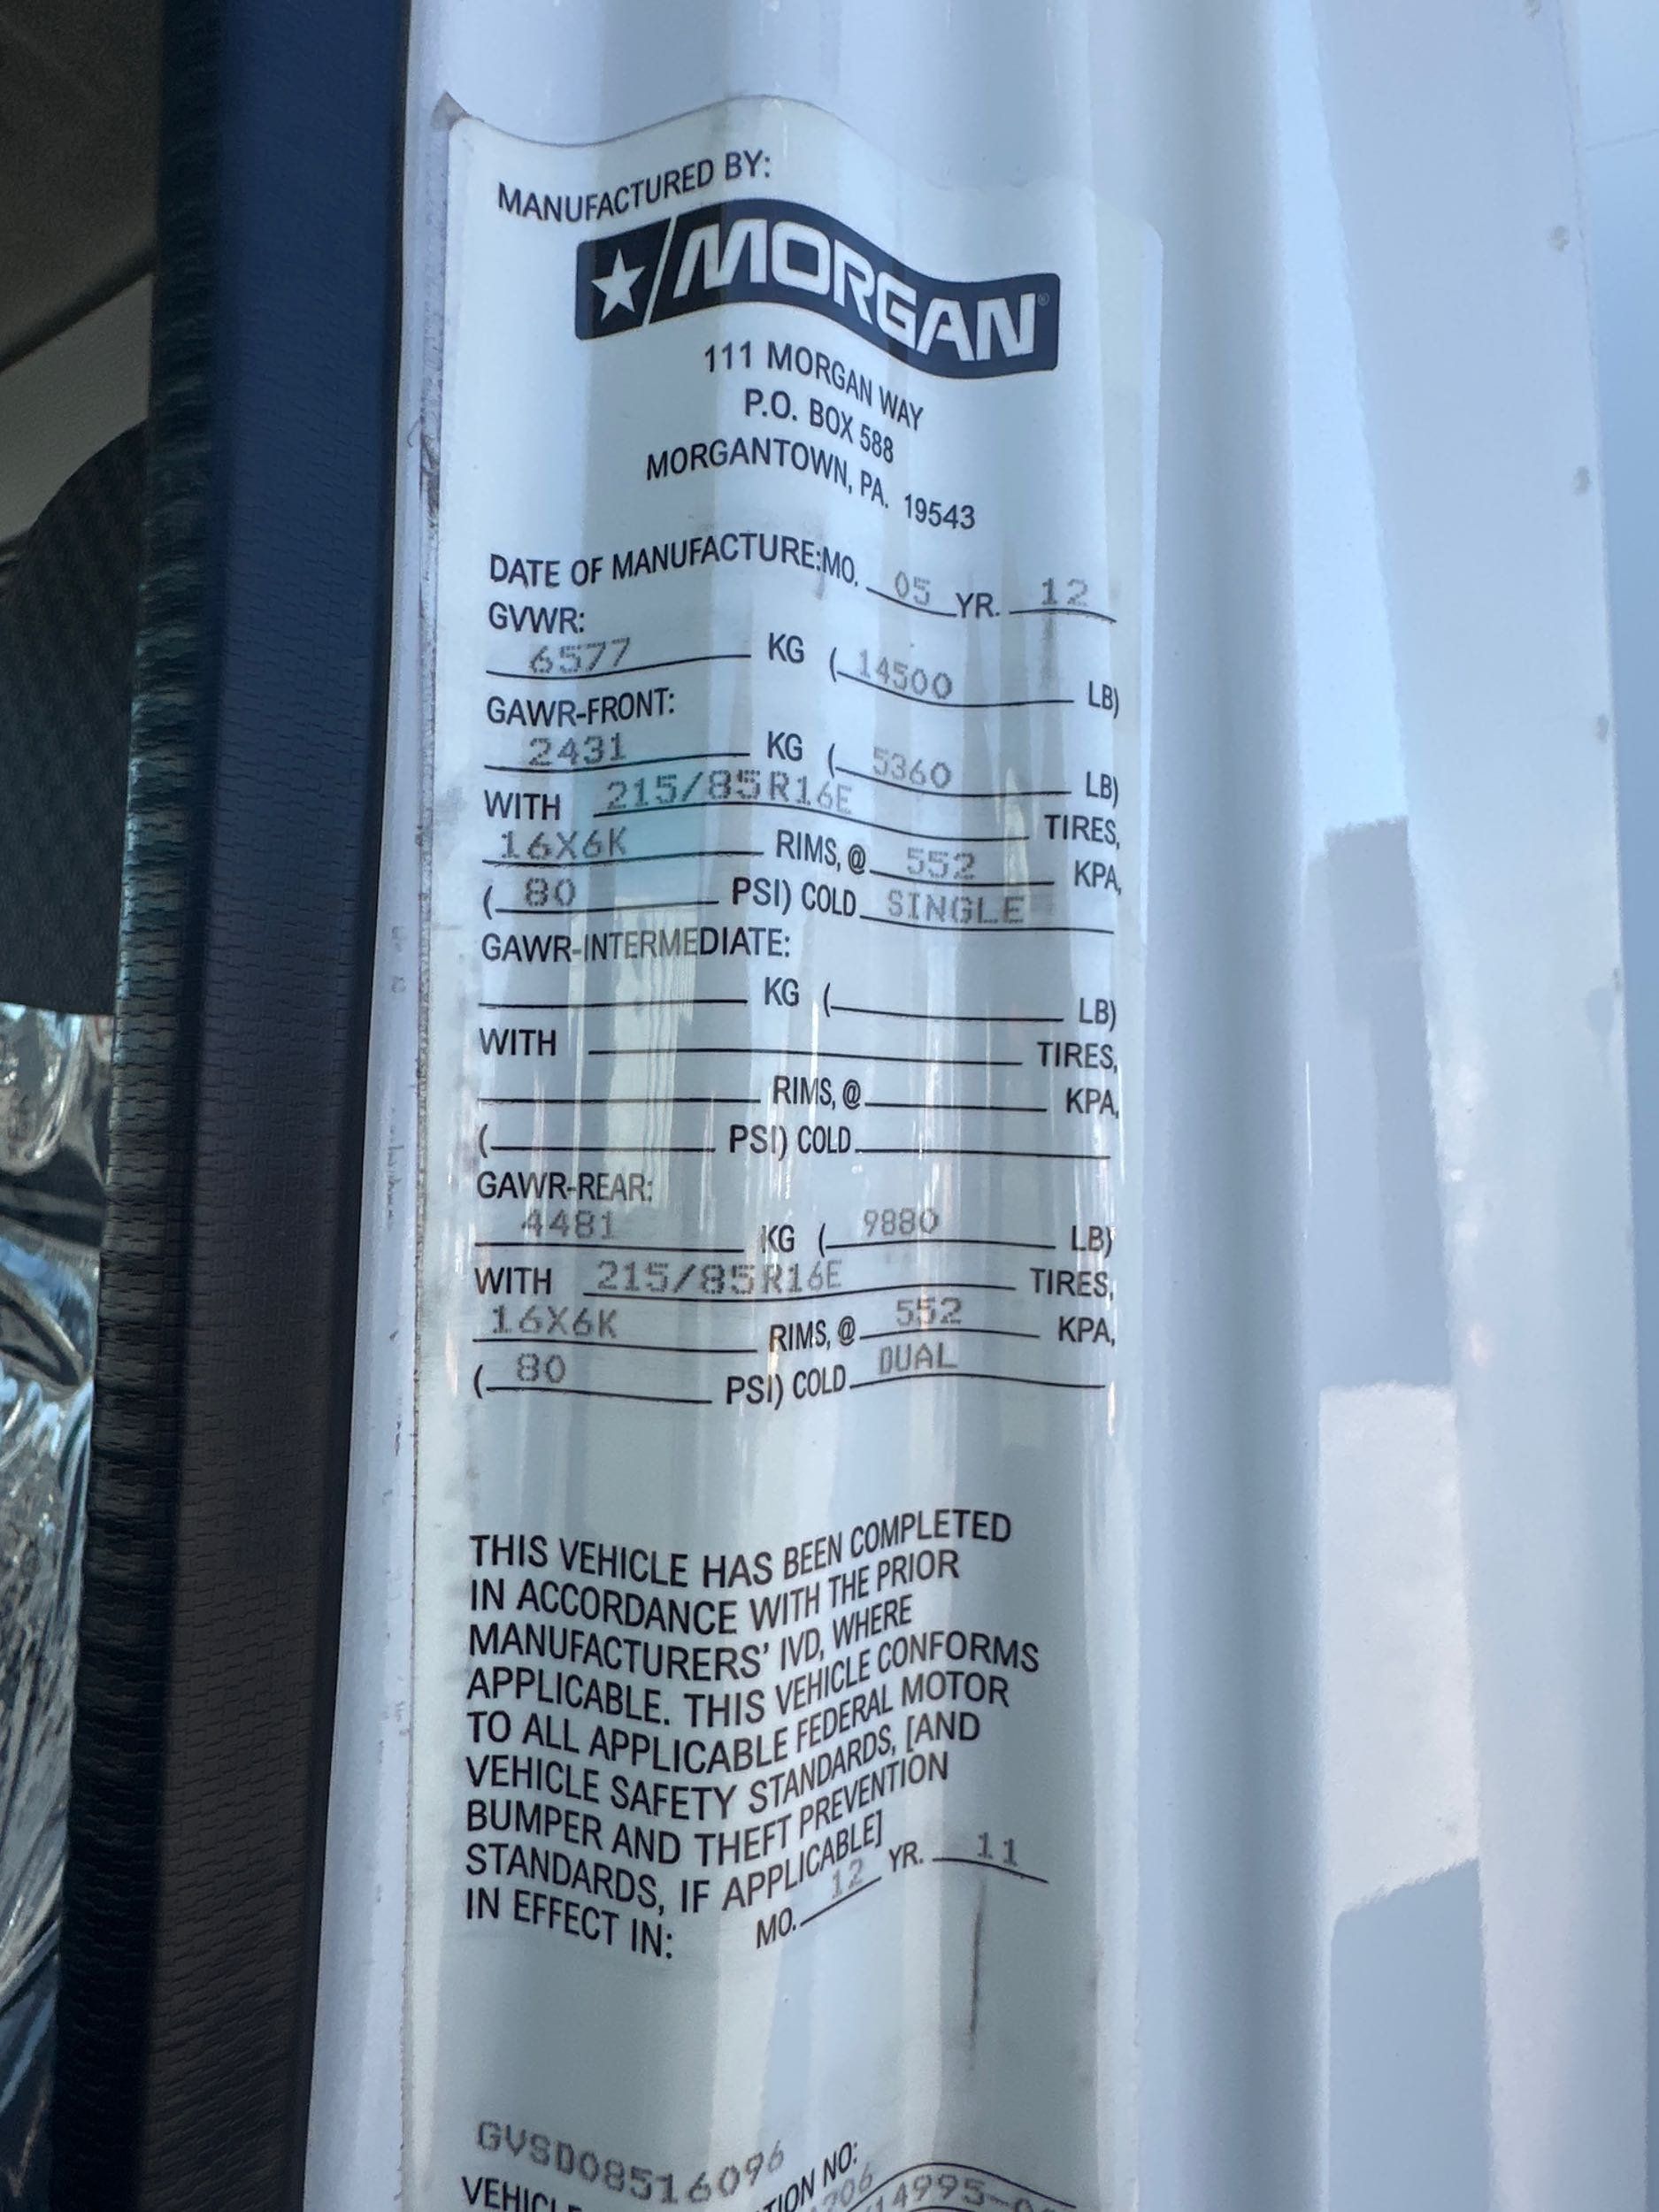 MANUFACTURED BY:
MORGAN®
111 MORGAN WAY
P.O. BOX 588
MORGANTOWN, PA. 19543
DATE OF MANUFACTURE:MO. 05 YR. 12
GVWR:
6577 KG (14500 LB)
GAWR-FRONT:
2431 KG (5360 LB)
WITH 215/85R16E TIRES,
16X6K RIMS, @ 552 KPA,
(80 PSI) COLD SINGLE
GAWR-INTERMEDIATE:
KG ( LB)
WITH TIRES,
RIMS, @ KPA,
( PSI) COLD
GAWR-REAR:
4481 KG (9880 LB)
WITH 215/85R16E TIRES,
16X6K RIMS, @ 552 KPA,
(80 PSI) COLD DUAL
THIS VEHICLE HAS BEEN COMPLETED
IN ACCORDANCE WITH THE PRIOR
MANUFACTURERS' IVD, WHERE
APPLICABLE. THIS VEHICLE CONFORMS
TO ALL APPLICABLE FEDERAL MOTOR
VEHICLE SAFETY STANDARDS, [AND
BUMPER AND THEFT PREVENTION
STANDARDS, IF APPLICABLE]
IN EFFECT IN: MO. 12 YR. 11
GVSD08516096
NO: